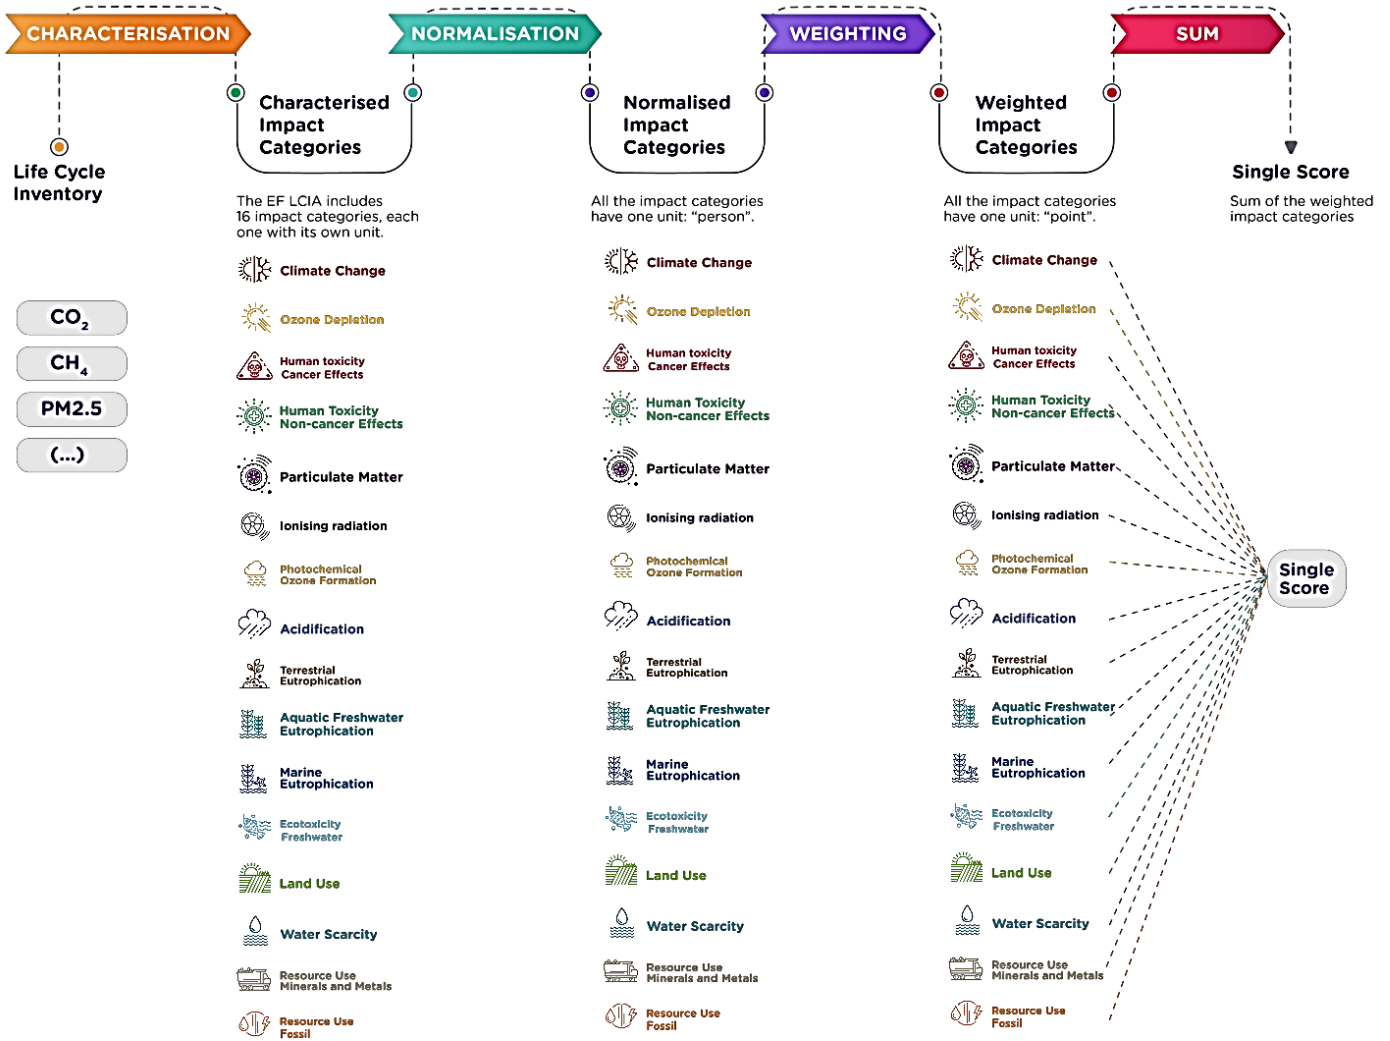 CHARACTERISATION
NORMALISATION
WEIGHTING
SUM
Life Cycle
Inventory
CO2
CH4
PM2.5
(...)
Characterised
Impact
Categories
The EF LCIA includes
16 impact categories, each
one with its own unit.
Climate Change
Ozone Depletion
Human toxicity
Cancer Effects
Human Toxicity
Non-cancer Effects
Particulate Matter
Ionising radiation
Photochemical
Ozone Formation
Acidification
Terrestrial
Eutrophication
Aquatic Freshwater
Eutrophication
Marine
Eutrophication
Ecotoxicity
Freshwater
Land Use
Water Scarcity
Resource Use
Minerals and Metals
Resource Use
Fossil
Normalised
Impact
Categories
All the impact categories
have one unit: “person”.
Climate Change
Ozone Depletion
Human toxicity
Cancer Effects
Human Toxicity
Non-cancer Effects
Particulate Matter
Ionising radiation
Photochemical
Ozone Formation
Acidification
Terrestrial
Eutrophication
Aquatic Freshwater
Eutrophication
Marine
Eutrophication
Ecotoxicity
Freshwater
Land Use
Water Scarcity
Resource Use
Minerals and Metals
Resource Use
Fossil
Weighted
Impact
Categories
All the impact categories
have one unit: “point”.
Climate Change
Ozone Depletion
Human toxicity
Cancer Effects
Human Toxicity
Non-cancer Effects
Particulate Matter
Ionising radiation
Photochemical
Ozone Formation
Acidification
Terrestrial
Eutrophication
Aquatic Freshwater
Eutrophication
Marine
Eutrophication
Ecotoxicity
Freshwater
Land Use
Water Scarcity
Resource Use
Minerals and Metals
Resource Use
Fossil
Single Score
Sum of the weighted
impact categories
Single
Score